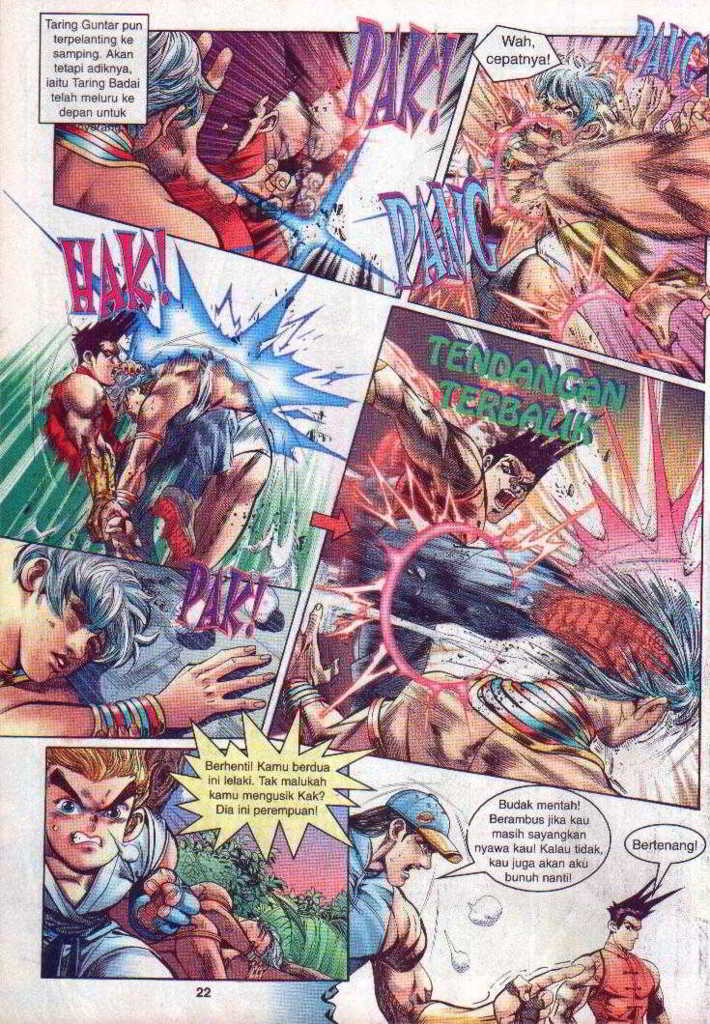 Taring Guntar pun
terpelanting ke
samping. Akan
tetapi adiknya,
iaitu Taring Badai
telah meluru ke
depan untuk
PAK!
Wah,
cepatnya!
PANG
PANG
HAK!
TENDANGAN
TERBALIK
PAK!
Berhenti! Kamu berdua
ini lelaki. Tak malukah
kamu mengusik Kak?
Dia ini perempuan!
Budak mentah!
Berambus jika kau
masih sayangkan
nyawa kau! Kalau tidak,
kau juga akan aku
bunuh nanti!
Bertenang!
22